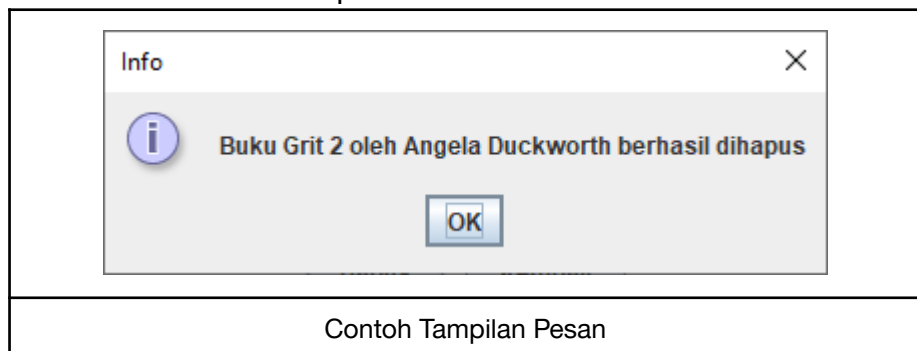 Info
Buku Grit 2 oleh Angela Duckworth berhasil dihapus
OK
Contoh Tampilan Pesan